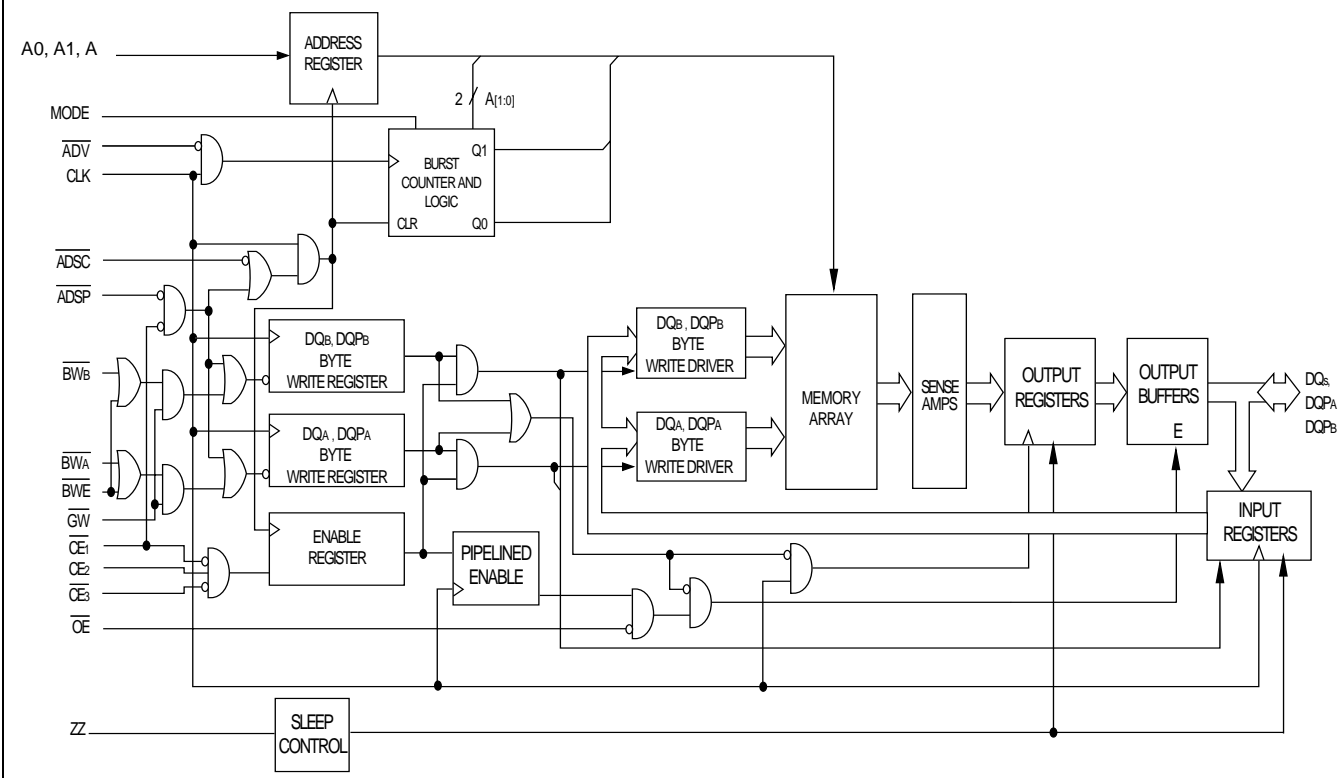 A0, A1, A
ADDRESS
REGISTER
MODE
2
A[1:0]
ADV
CLK
BURST
COUNTER AND
LOGIC
Q1
CLR
Q0
ADSC
ADSP
DQB , DQPB
BYTE
WRITE REGISTER
DQB , DQPB
BYTE
WRITE DRIVER
MEMORY
ARRAY
SENSE
AMPS
OUTPUT
REGISTERS
OUTPUT
BUFFERS
E
DQs,
DQPA
DQPB
BWB
DQA , DQPA
BYTE
WRITE REGISTER
DQA, DQPA
BYTE
WRITE DRIVER
BWA
BWE
GW
CE1
CE2
CE3
OE
ENABLE
REGISTER
PIPELINED
ENABLE
INPUT
REGISTERS
ZZ
SLEEP
CONTROL